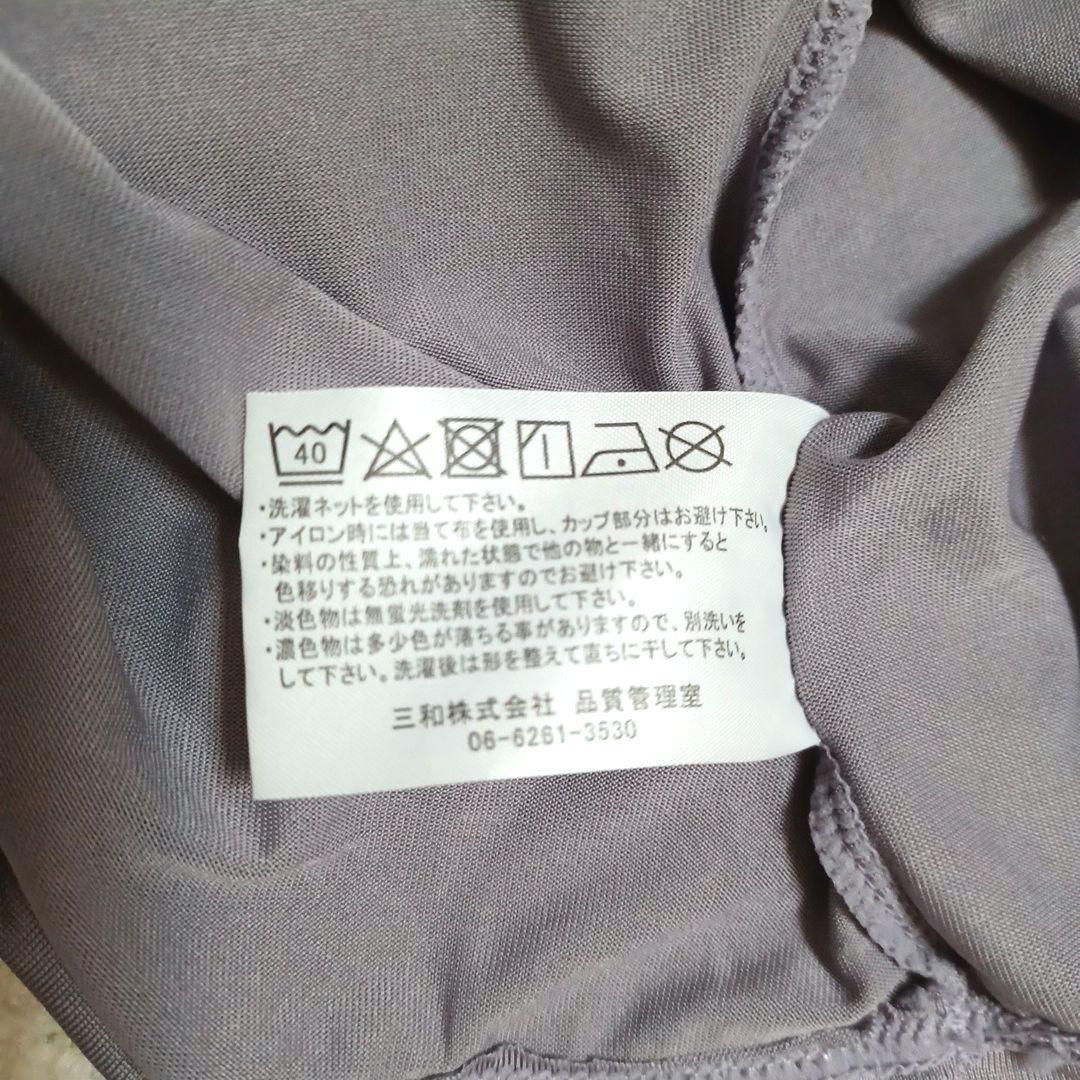 40
・洗濯ネットを使用して下さい。
・アイロン時には当て布を使用し、カップ部分はお避け下さい。
・染料の性質上、濡れた状態で他の物と一緒にすると
色移りする恐れがありますのでお避け下さい。
・淡色物は無蛍光洗剤を使用して下さい。
・濃色物は多少色が落ちる事がありますので、別洗いを
して下さい。洗濯後は形を整えて直ちに干して下さい。
三和株式会社 品質管理室
06-6261-3530